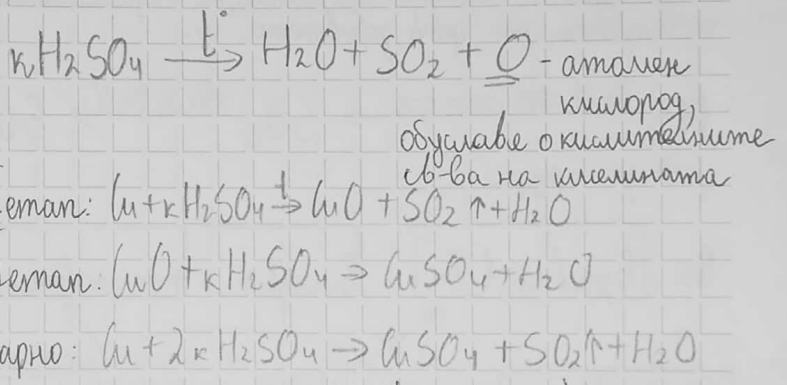 кH2SO4 t°→ H2O + SO2 + O - атомен
кислород,
обуславя окислителните
св-ва на киселината
етап: Cu + кH2SO4 t→ CuO + SO2↑ + H2O
етап: CuO + кH2SO4 → CuSO4 + H2O
арно: Cu + 2кH2SO4 → CuSO4 + SO2↑ + H2O